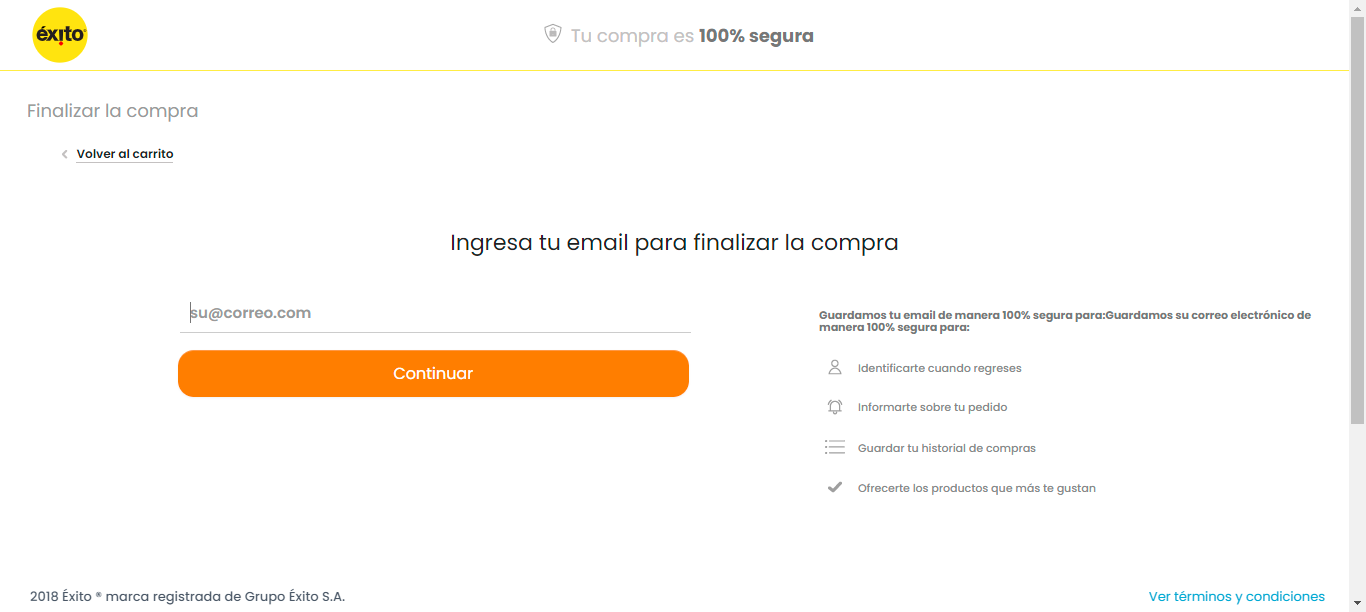 éxito
Tu compra es 100% segura
Finalizar la compra
Volver al carrito
Ingresa tu email para finalizar la compra
su@correo.com
Continuar
Guardamos tu email de manera 100% segura para:Guardamos su correo electrónico de
manera 100% segura para:
Identificarte cuando regreses
Informarte sobre tu pedido
Guardar tu historial de compras
Ofrecerte los productos que más te gustan
2018 Éxito ® marca registrada de Grupo Éxito S.A.
Ver términos y condiciones